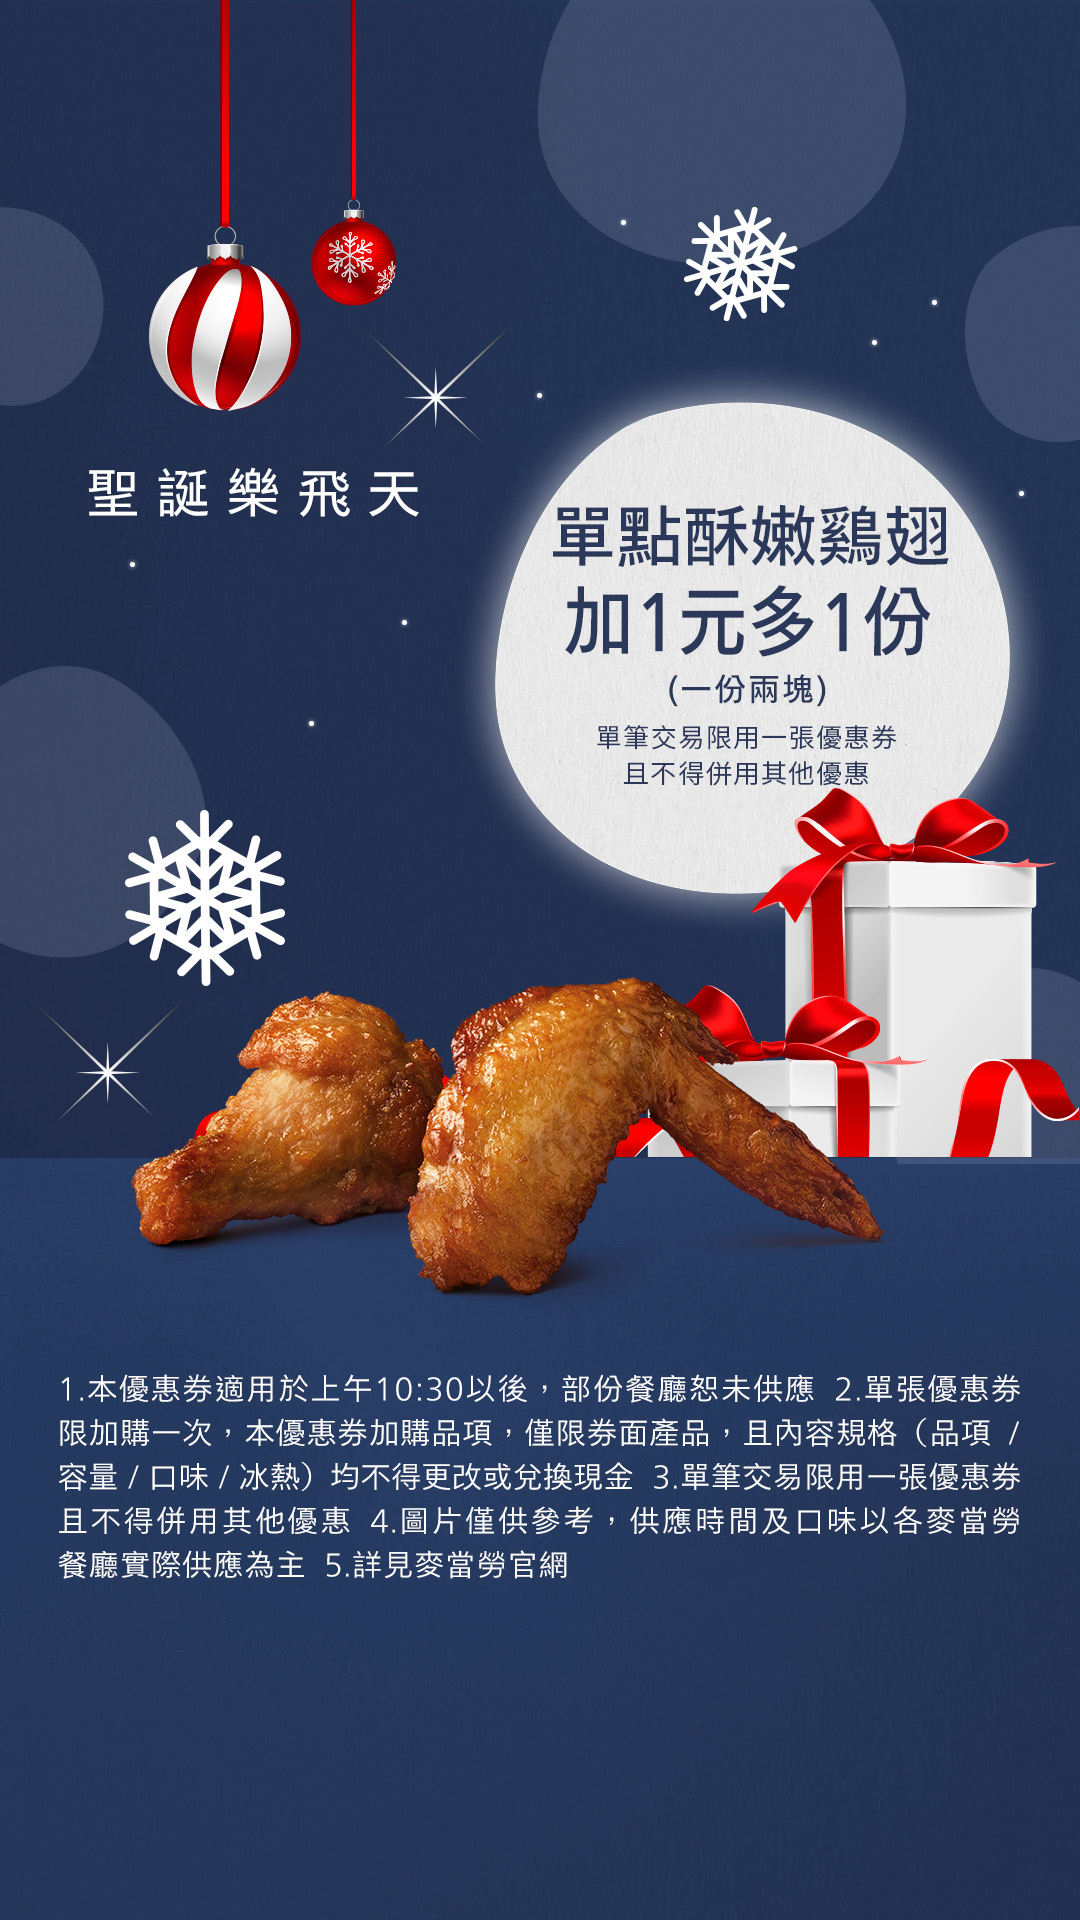 聖誕樂飛天
單點酥嫩鷄翅
加1元多1份
(一份兩塊)
單筆交易限用一張優惠券
且不得併用其他優惠
1.本優惠券適用於上午10:30以後，部份餐廳恕未供應 2.單張優惠券
限加購一次，本優惠券加購品項，僅限券面產品，且內容規格（品項 /
容量 / 口味 / 冰熱）均不得更改或兌換現金 3.單筆交易限用一張優惠券
且不得併用其他優惠 4.圖片僅供參考，供應時間及口味以各麥當勞
餐廳實際供應為主 5.詳見麥當勞官網